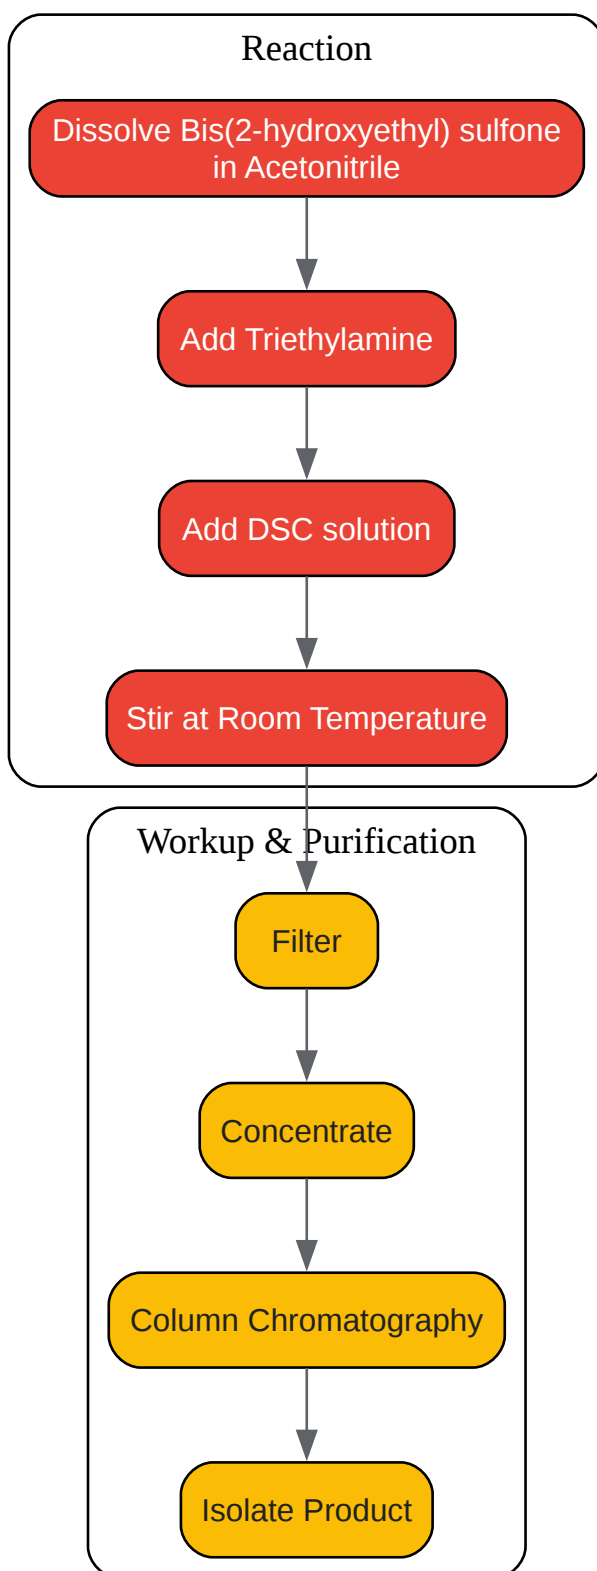 Reaction
Dissolve Bis(2-hydroxyethyl) sulfone
in Acetonitrile
Add Triethylamine
Add DSC solution
Stir at Room Temperature
Workup & Purification
Filter
Concentrate
Column Chromatography
Isolate Product